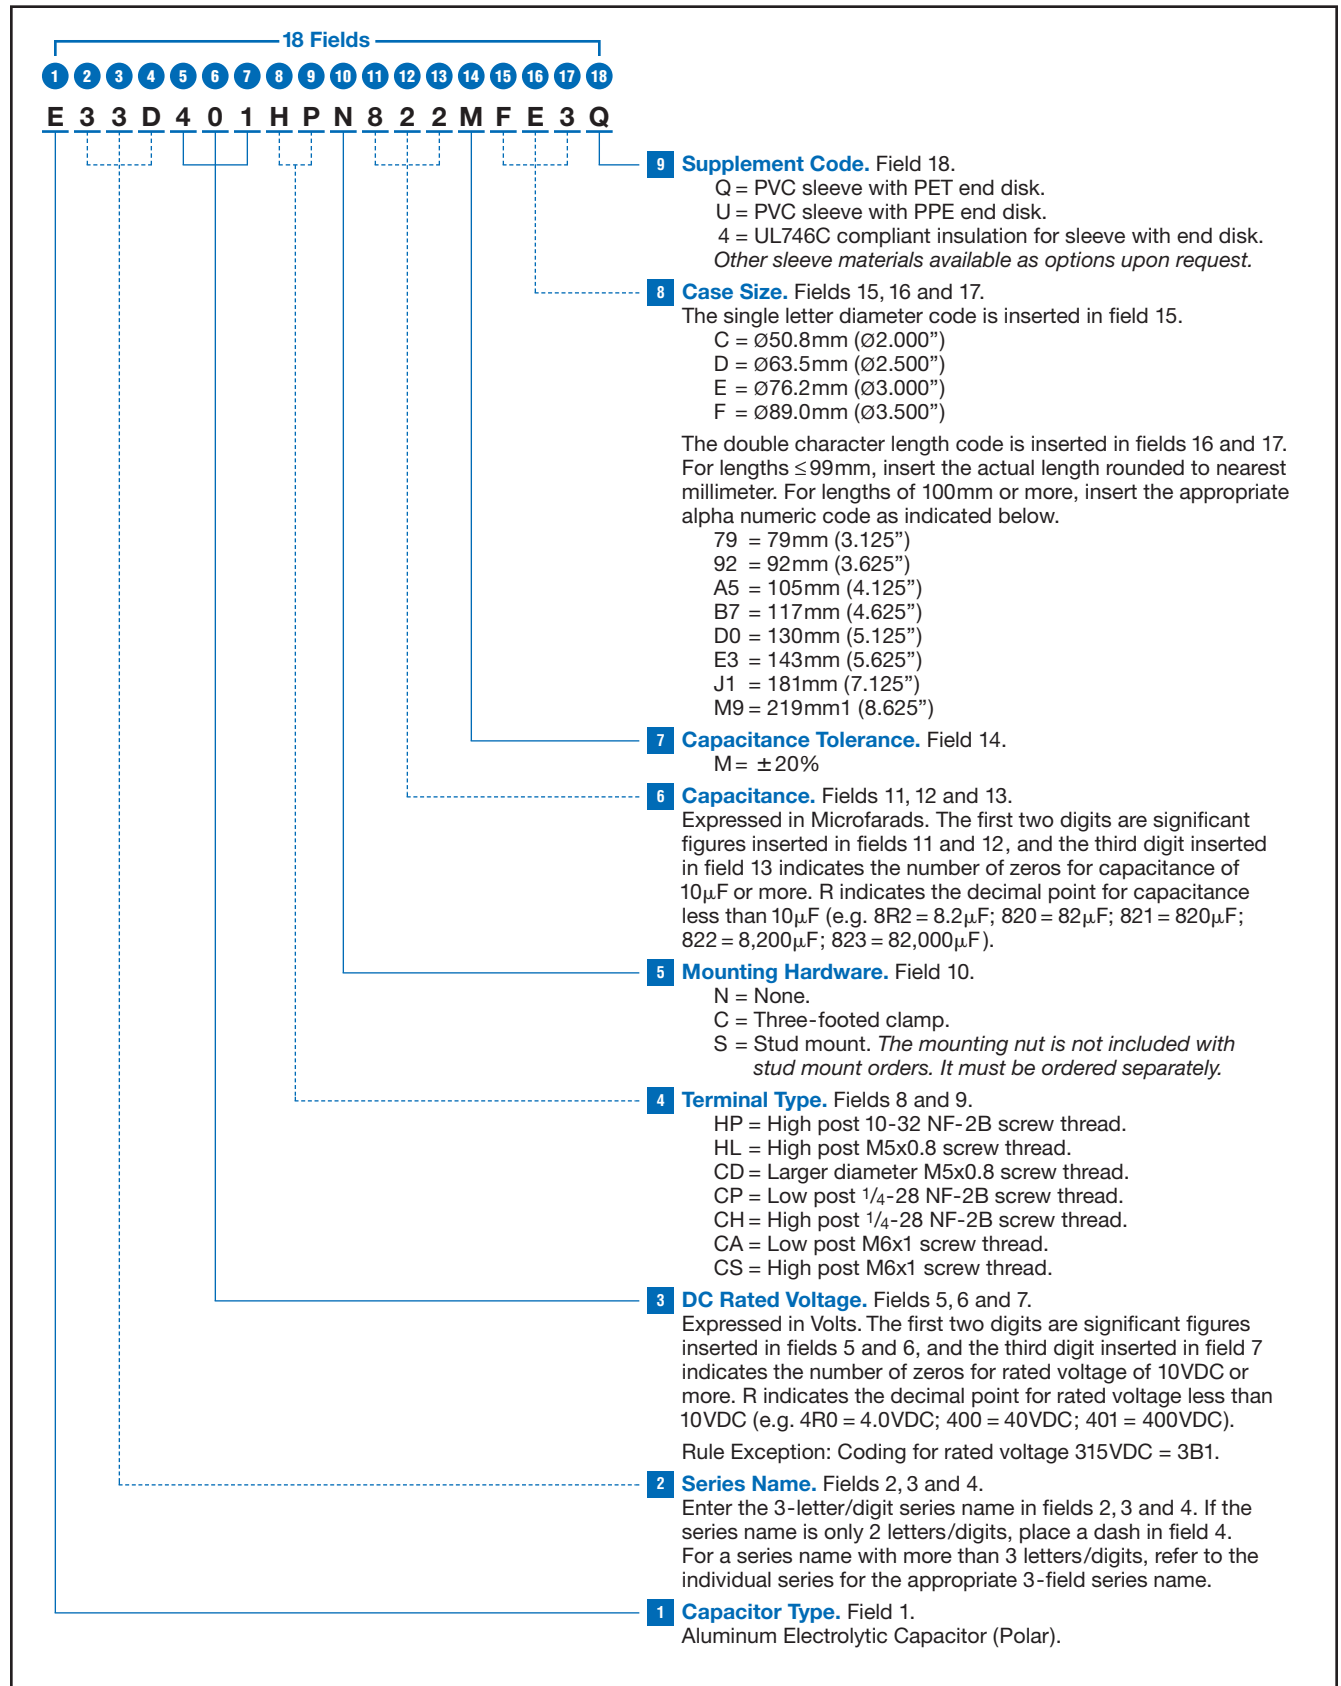 18 Fields
1 2 3 4 5 6 7 8 9 10 11 12 13 14 15 16 17 18
E 3 3 D 4 0 1 H P N 8 2 2 M F E 3 Q
9 Supplement Code. Field 18.
Q = PVC sleeve with PET end disk.
U = PVC sleeve with PPE end disk.
4 = UL746C compliant insulation for sleeve with end disk.
Other sleeve materials available as options upon request.
8 Case Size. Fields 15, 16 and 17.
The single letter diameter code is inserted in field 15.
C = Ø50.8mm (Ø2.000”)
D = Ø63.5mm (Ø2.500”)
E = Ø76.2mm (Ø3.000”)
F = Ø89.0mm (Ø3.500”)
The double character length code is inserted in fields 16 and 17.
For lengths ≤99mm, insert the actual length rounded to nearest
millimeter. For lengths of 100mm or more, insert the appropriate
alpha numeric code as indicated below.
79 = 79mm (3.125”)
92 = 92mm (3.625”)
A5 = 105mm (4.125”)
B7 = 117mm (4.625”)
D0 = 130mm (5.125”)
E3 = 143mm (5.625”)
J1 = 181mm (7.125”)
M9 = 219mm1 (8.625”)
7 Capacitance Tolerance. Field 14.
M = ±20%
6 Capacitance. Fields 11, 12 and 13.
Expressed in Microfarads. The first two digits are significant
figures inserted in fields 11 and 12, and the third digit inserted
in field 13 indicates the number of zeros for capacitance of
10µF or more. R indicates the decimal point for capacitance
less than 10µF (e.g. 8R2 = 8.2µF; 820 = 82µF; 821 = 820µF;
822 = 8,200µF; 823 = 82,000µF).
5 Mounting Hardware. Field 10.
N = None.
C = Three-footed clamp.
S = Stud mount. The mounting nut is not included with
stud mount orders. It must be ordered separately.
4 Terminal Type. Fields 8 and 9.
HP = High post 10-32 NF-2B screw thread.
HL = High post M5x0.8 screw thread.
CD = Larger diameter M5x0.8 screw thread.
CP = Low post 1/4-28 NF-2B screw thread.
CH = High post 1/4-28 NF-2B screw thread.
CA = Low post M6x1 screw thread.
CS = High post M6x1 screw thread.
3 DC Rated Voltage. Fields 5, 6 and 7.
Expressed in Volts. The first two digits are significant figures
inserted in fields 5 and 6, and the third digit inserted in field 7
indicates the number of zeros for rated voltage of 10VDC or
more. R indicates the decimal point for rated voltage less than
10VDC (e.g. 4R0 = 4.0VDC; 400 = 40VDC; 401 = 400VDC).
Rule Exception: Coding for rated voltage 315VDC = 3B1.
2 Series Name. Fields 2, 3 and 4.
Enter the 3-letter/digit series name in fields 2, 3 and 4. If the
series name is only 2 letters/digits, place a dash in field 4.
For a series name with more than 3 letters/digits, refer to the
individual series for the appropriate 3-field series name.
1 Capacitor Type. Field 1.
Aluminum Electrolytic Capacitor (Polar).